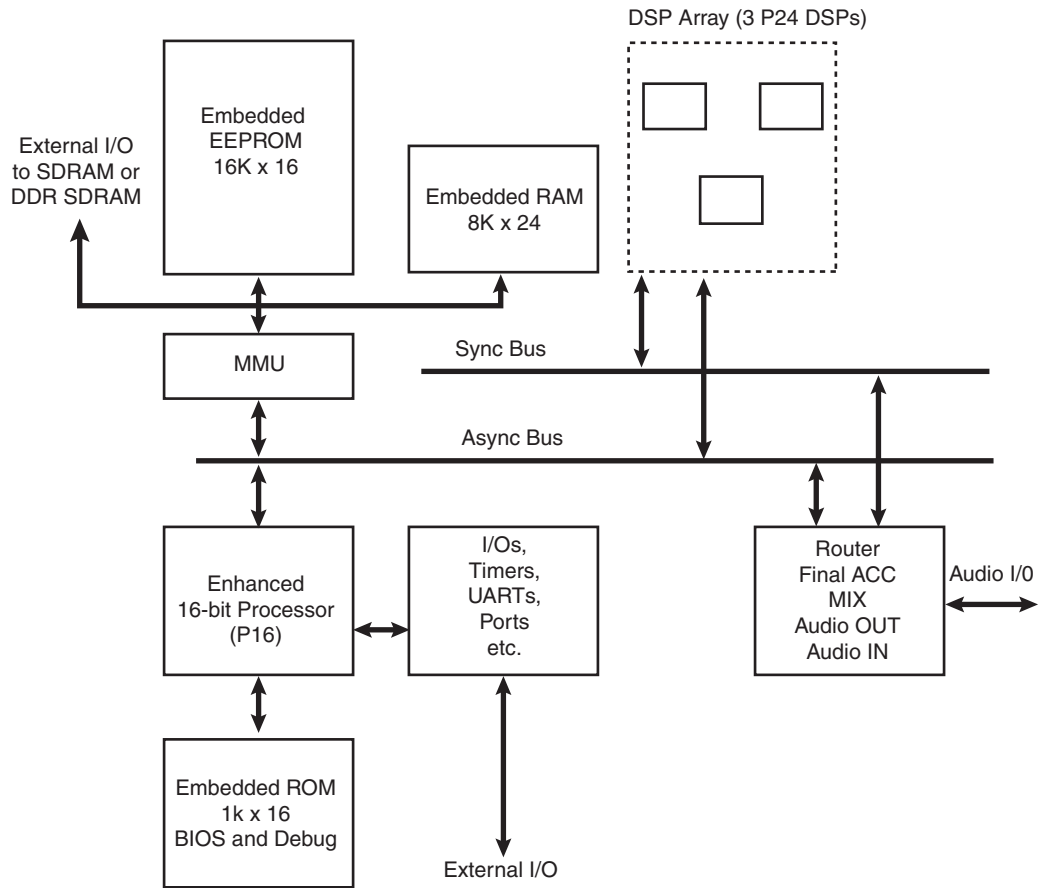 DSP Array (3 P24 DSPs)
Embedded
EEPROM
16K x 16
External I/O
to SDRAM or
DDR SDRAM
Embedded RAM
8K x 24
MMU
Sync Bus
Async Bus
Enhanced
16-bit Processor
(P16)
I/Os,
Timers,
UARTs,
Ports
etc.
Router
Final ACC
MIX
Audio OUT
Audio IN
Audio I/0
Embedded ROM
1k x 16
BIOS and Debug
External I/O